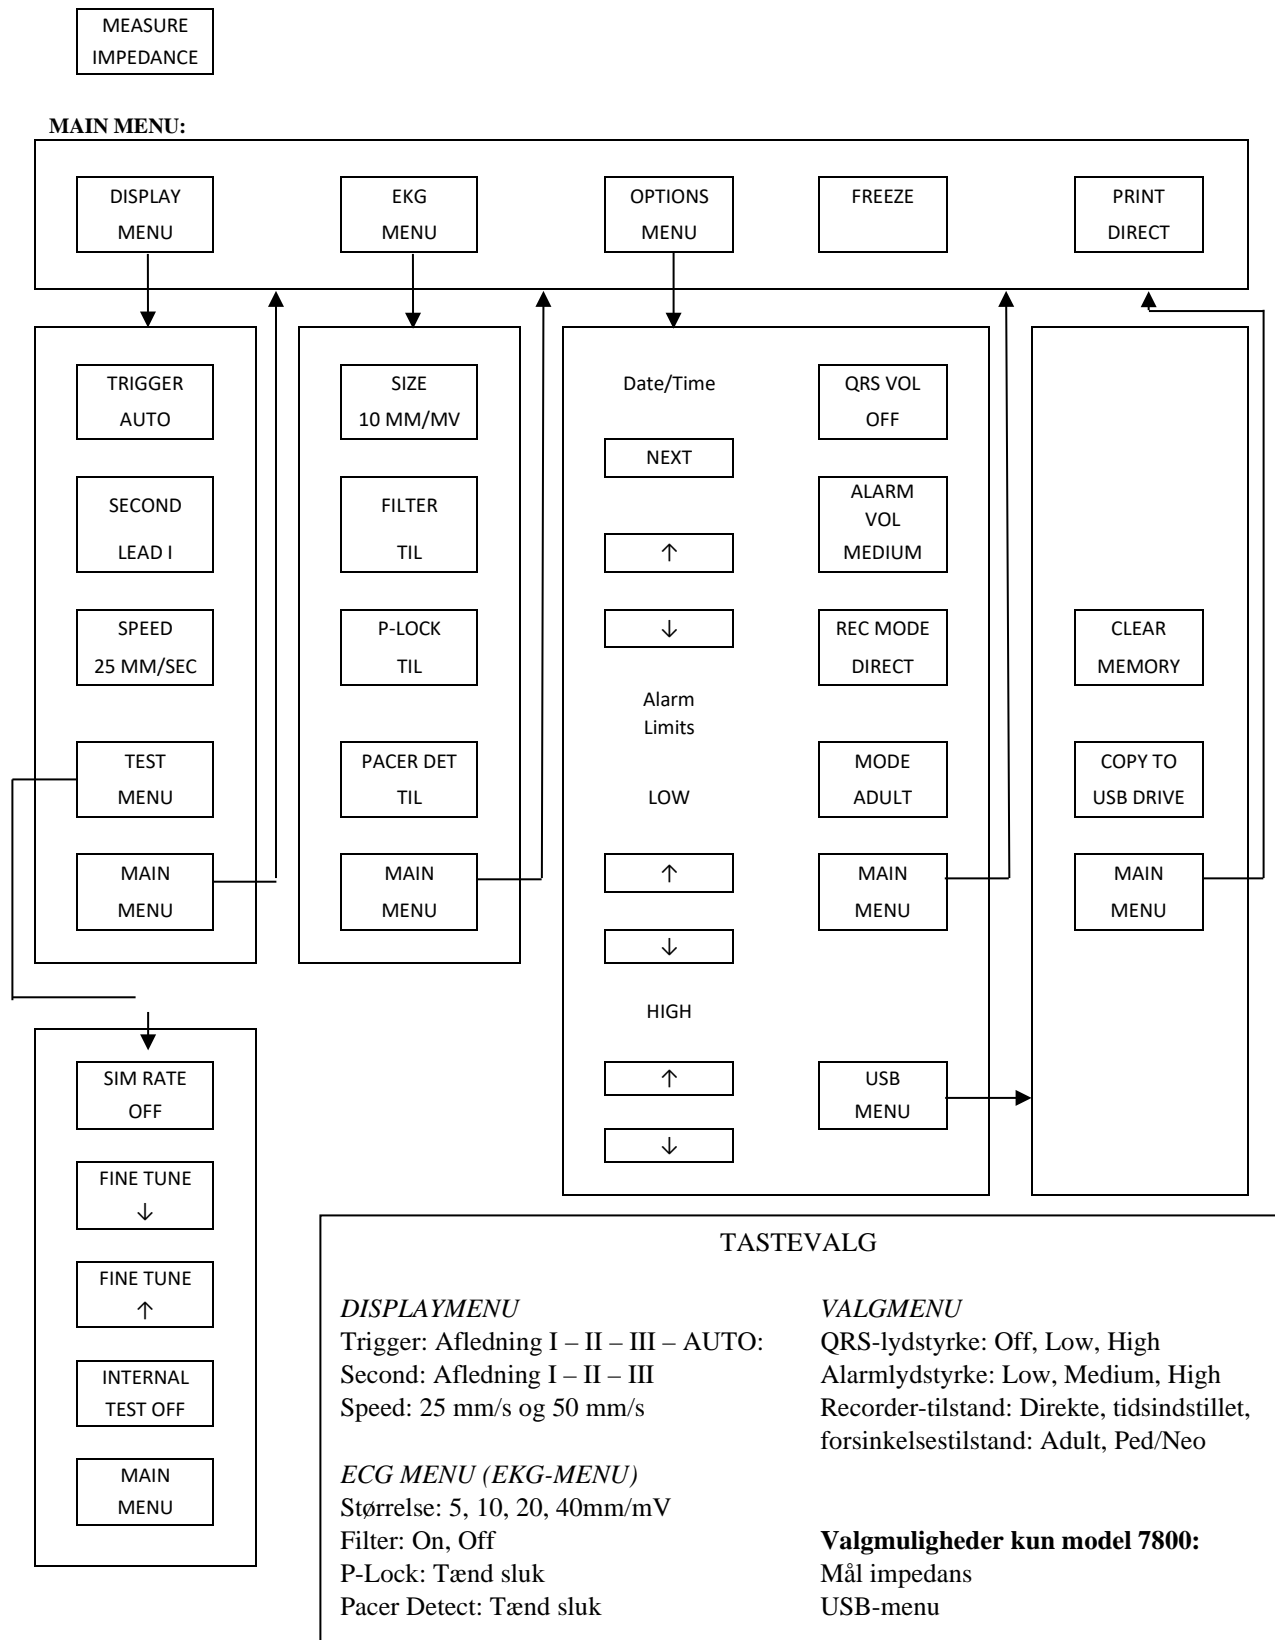 MEASURE
IMPEDANCE
MAIN MENU:
DISPLAY
MENU
EKG
MENU
OPTIONS
MENU
FREEZE
PRINT
DIRECT
TRIGGER
AUTO
SECOND
LEAD I
SPEED
25 MM/SEC
TEST
MENU
MAIN
MENU
SIZE
10 MM/MV
FILTER
TIL
P-LOCK
TIL
PACER DET
TIL
MAIN
MENU
Date/Time
NEXT
↑
↓
Alarm
Limits
LOW
↑
↓
HIGH
↑
↓
QRS VOL
OFF
ALARM
VOL
MEDIUM
REC MODE
DIRECT
MODE
ADULT
MAIN
MENU
USB
MENU
CLEAR
MEMORY
COPY TO
USB DRIVE
MAIN
MENU
SIM RATE
OFF
FINE TUNE
↓
FINE TUNE
↑
INTERNAL
TEST OFF
MAIN
MENU
TASTEVALG
DISPLAYMENU
Trigger: Afledning I – II – III – AUTO:
Second: Afledning I – II – III
Speed: 25 mm/s og 50 mm/s
ECG MENU (EKG-MENU)
Størrelse: 5, 10, 20, 40mm/mV
Filter: On, Off
P-Lock: Tænd sluk
Pacer Detect: Tænd sluk
VALGMENU
QRS-lydstyrke: Off, Low, High
Alarmlydstyrke: Low, Medium, High
Recorder-tilstand: Direkte, tidsindstillet,
forsinkelsestilstand: Adult, Ped/Neo
Valgmuligheder kun model 7800:
Mål impedans
USB-menu